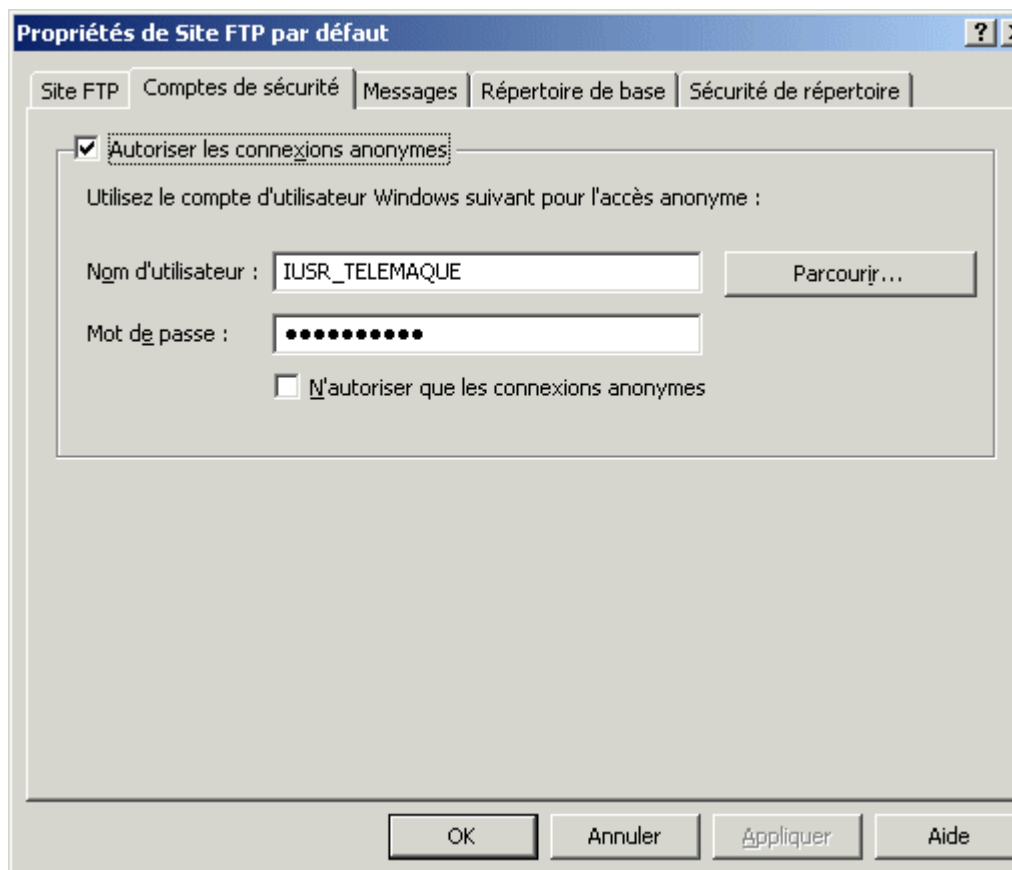 Propriétés de Site FTP par défaut
Site FTP Comptes de sécurité Messages Répertoire de base Sécurité de répertoire
Autoriser les connexions anonymes
Utilisez le compte d'utilisateur Windows suivant pour l'accès anonyme :
Nom d'utilisateur : IUSR_TELEMAQUE Parcourir...
Mot de passe : ●●●●●●●●●●
N'autoriser que les connexions anonymes
OK Annuler Appliquer Aide